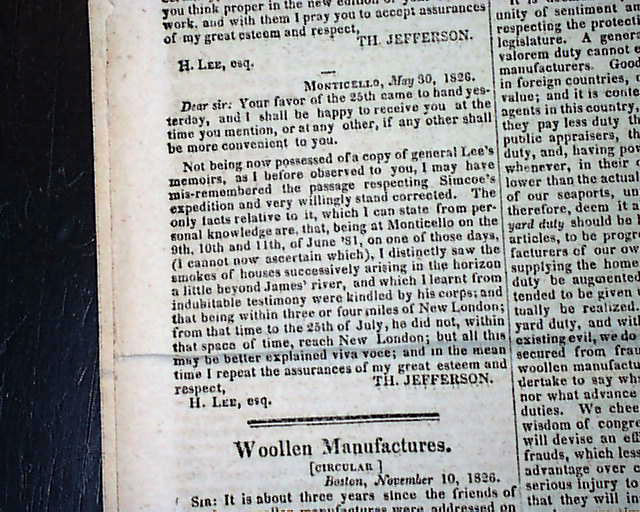 you think proper in the new edition of your
work, and with them I pray you to accept assurances
of my great esteem and respect,
TH. JEFFERSON.
H. LEE, esq.
MONTICELLO, May 30, 1826.
Dear sir: Your favor of the 25th came to hand yes-
terday, and I shall be happy to receive you at the
time you mention, or at any other, if any other shall
be more convenient to you.
Not being now possessed of a copy of general Lee's
memoirs, as I before observed to you, I may have
mis-remembered the passage respecting Simcoe's
expedition and very willingly stand corrected. The
only facts relative to it, which I can state from per-
sonal knowledge are, that, being at Monticello on the
9th, 10th and 11th, of June '81, on one of those days,
(I cannot now ascertain which), I distinctly saw the
smokes of houses successively arising in the horizon
a little beyond James' river, and which I learnt from
indubitable testimony were kindled by his corps; and
that being within three or four miles of New London;
from that time to the 25th of July, he did not, within
that space of time, reach New London; but all this
may be better explained viva voce; and in the mean
time I repeat the assurances of my great esteem and
respect, TH. JEFFERSON.
H. LEE, esq.
Woollen Manufactures.
[CIRCULAR]
Boston, November 10, 1826.
SIR: It is about three years since the friends of
woollen manufactures were addressed on
unity of sentiment
respecting the protec
legislature. A genera
valorem duty cannot e
manufacturers. Good
in foreign countries,
value; and it is conte
agents in this country,
they pay less duty th
public appraisers, th
duty, and, having pow
whenever, in their
lower than the actual
of our seaports, un
therefore, deem it a
yard duty should be
articles, to be progre
facturers of our ow
supplying the home
duty be augmented
tended to be given
tually be realized.
yard duty, and wit
existing evil, we do
secured from frau
woollen manufactu
dertake to say wh
nor what advance
duties. We chee
wisdom of congre
will devise an eff
frauds, which less
advantage over
serious injury to
that they will in